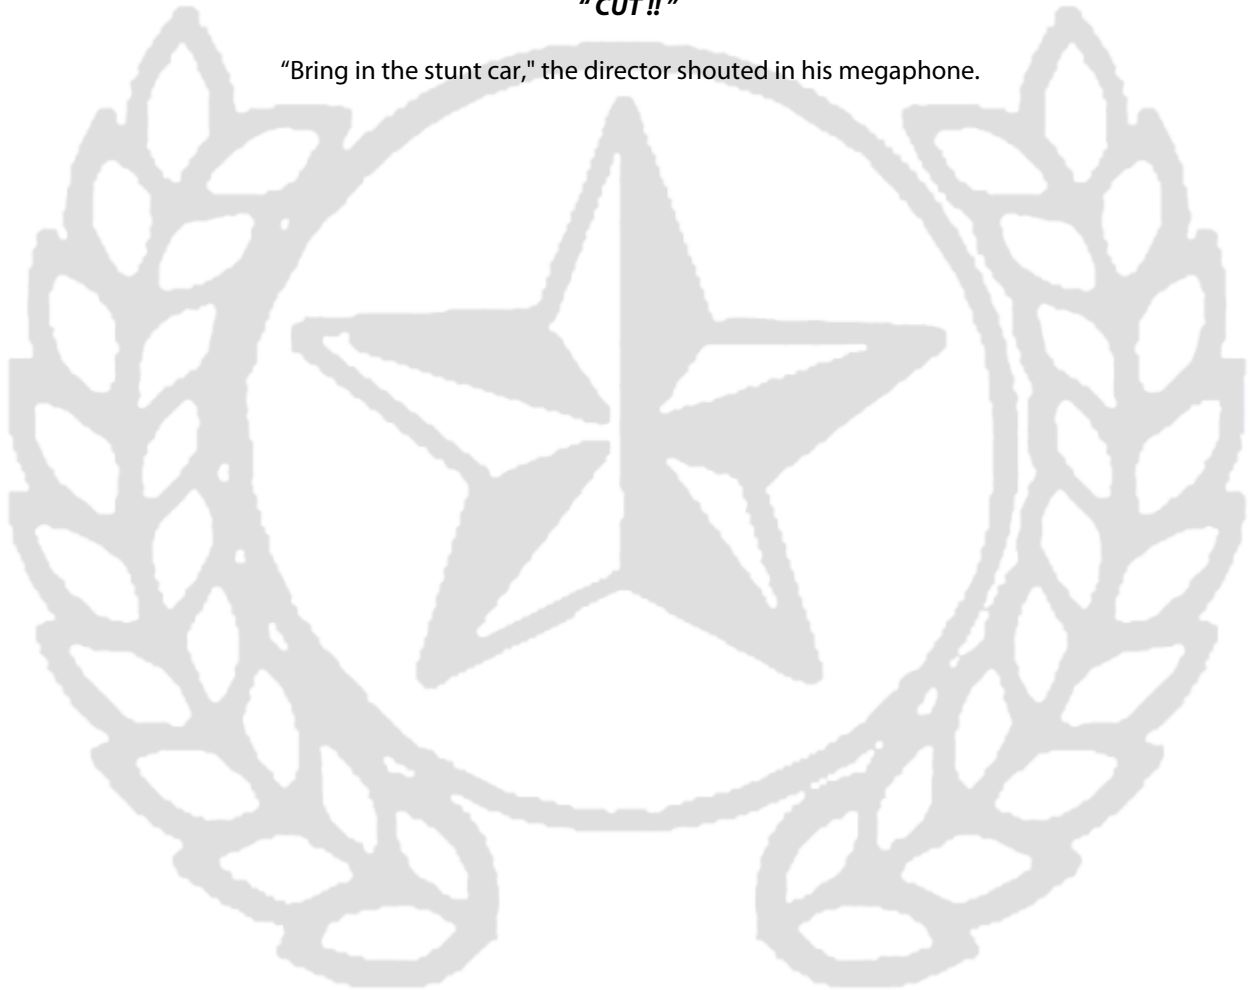 “ CUT !! ”
“Bring in the stunt car," the director shouted in his megaphone.